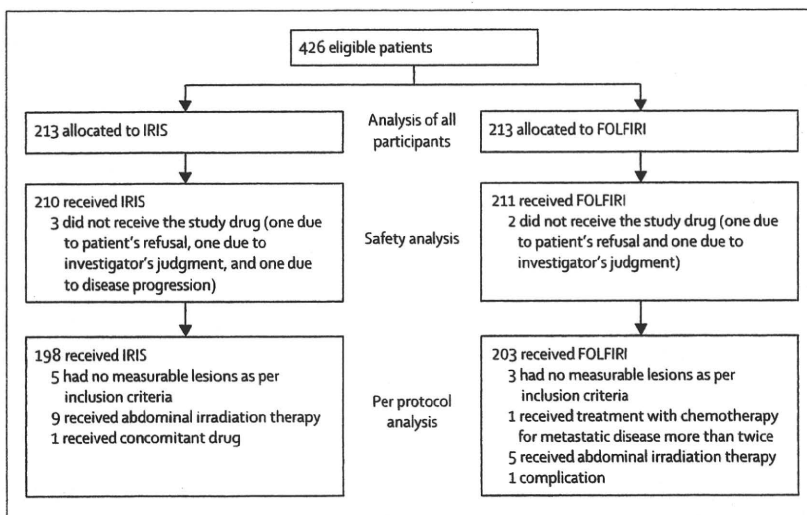 426 eligible patients
213 allocated to IRIS
Analysis of all
participants
213 allocated to FOLFIRI
210 received IRIS
3 did not receive the study drug (one due
to patient's refusal, one due to
investigator's judgment, and one due
to disease progression)
Safety analysis
211 received FOLFIRI
2 did not receive the study drug (one due
to patient's refusal and one due to
investigator's judgment)
198 received IRIS
5 had no measurable lesions as per
inclusion criteria
9 received abdominal irradiation therapy
1 received concomitant drug
Per protocol
analysis
203 received FOLFIRI
3 had no measurable lesions as per
inclusion criteria
1 received treatment with chemotherapy
for metastatic disease more than twice
5 received abdominal irradiation therapy
1 complication